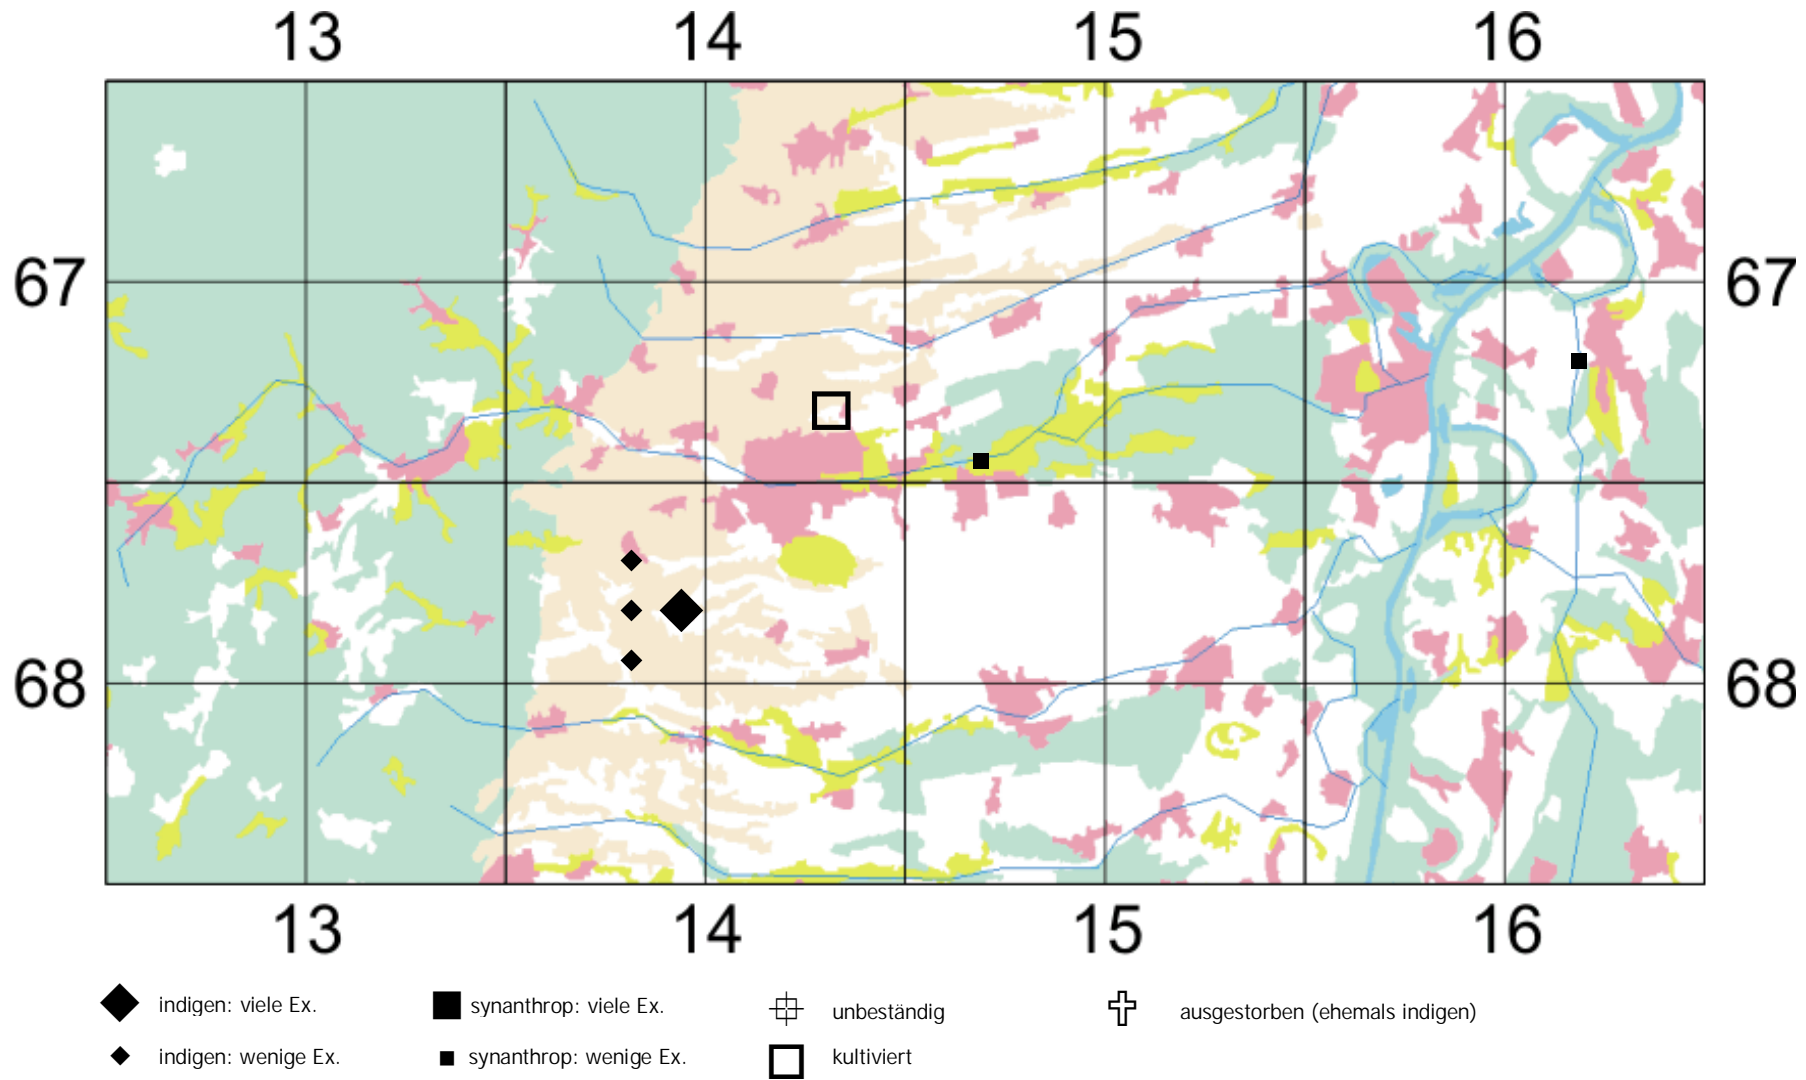 13 14 15 16
67 67
68 68
13 14 15 16
indigen: viele Ex. synanthrop: viele Ex. unbeständig ausgestorben (ehemals indigen)
indigen: wenige Ex. synanthrop: wenige Ex. kultiviert